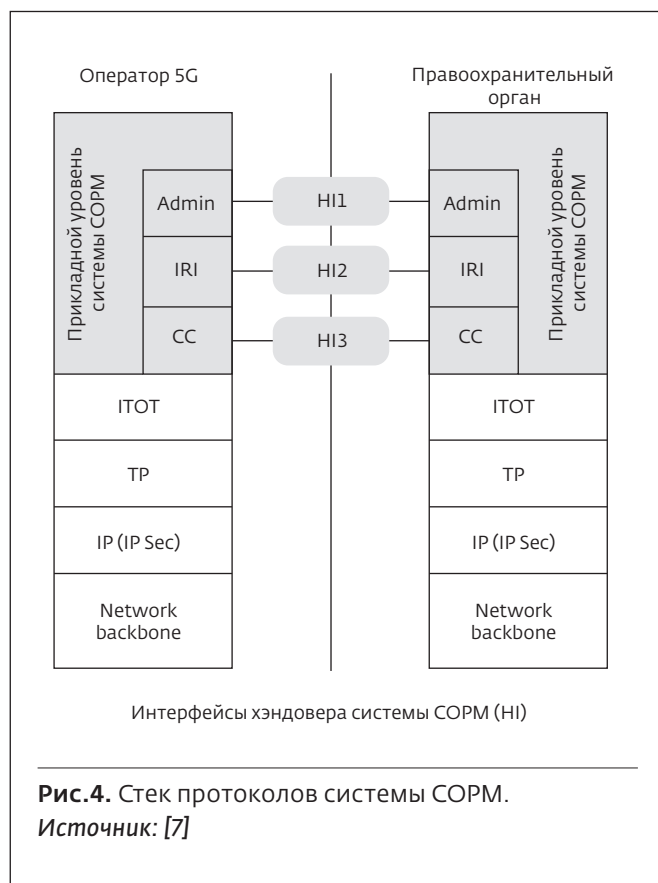 Оператор 5G
Правоохранительный
орган
Прикладной уровень
системы СОРМ
Admin
IRI
CC
HI1
HI2
HI3
Admin
IRI
CC
Прикладной уровень
системы СОРМ
ITOT
TP
IP (IP Sec)
Network
backbone
ITOT
TP
IP (IP Sec)
Network
backbone
Интерфейсы хэндовера системы СОРМ (HI)
Рис.4. Стек протоколов системы СОРМ.
Источник: [7]